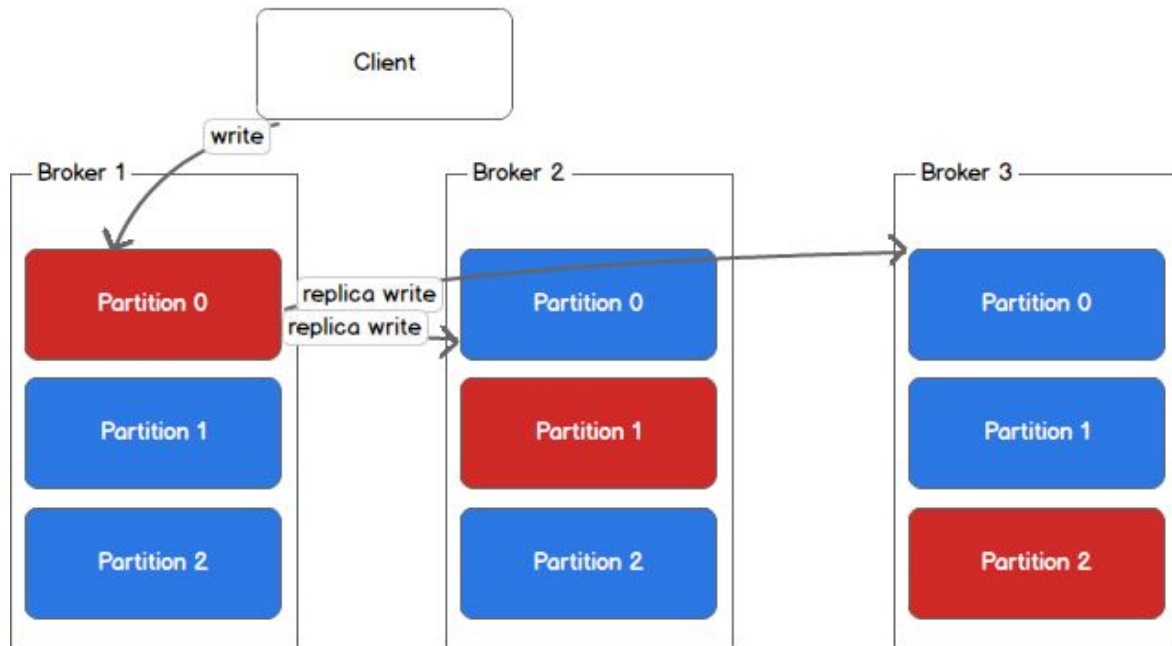 Client
write
Broker 1
Broker 2
Broker 3
Partition 0
replica write
replica write
Partition 0
Partition 0
Partition 1
Partition 1
Partition 1
Partition 2
Partition 2
Partition 2